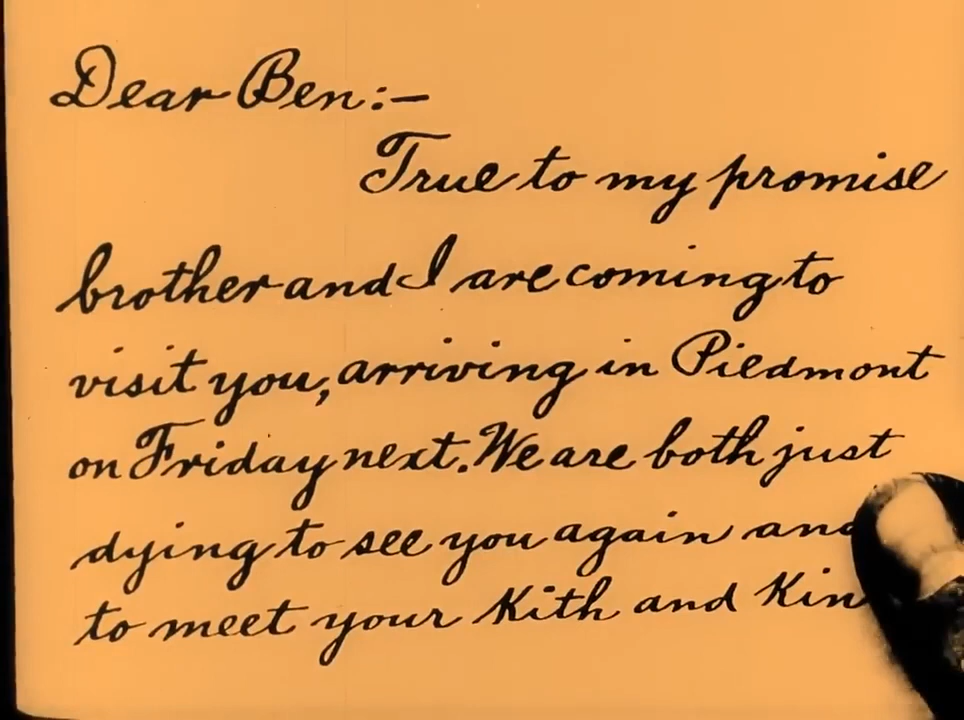 Dear Ben:—
True to my promise
brother and I are coming to
visit you, arriving in Piedmont
on Friday next. We are both just
dying to see you again and
to meet your Kith and Kin